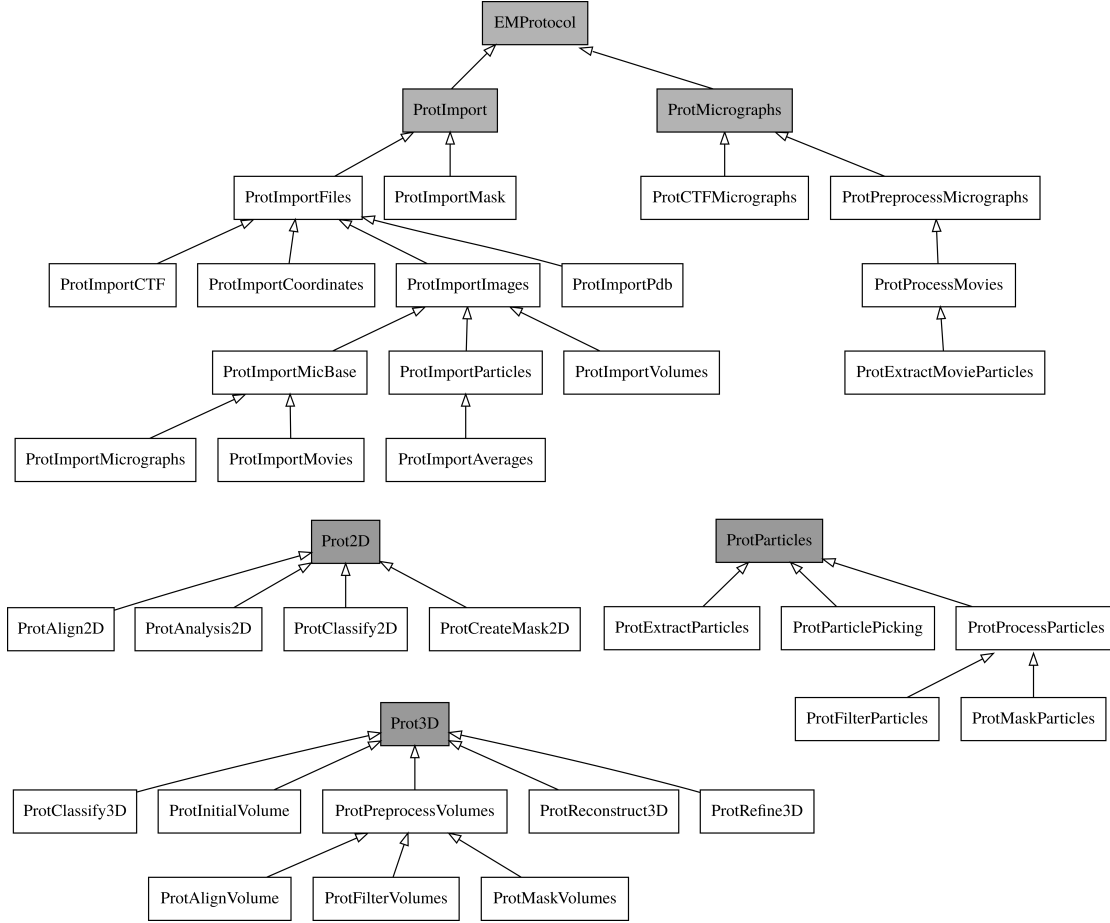 EMProtocol
ProtImport
ProtMicrographs
ProtImportFiles
ProtImportMask
ProtCTFMicrographs
ProtPreprocessMicrographs
ProtImportCTF
ProtImportCoordinates
ProtImportImages
ProtImportPdb
ProtProcessMovies
ProtImportMicBase
ProtImportParticles
ProtImportVolumes
ProtExtractMovieParticles
ProtImportMicrographs
ProtImportMovies
ProtImportAverages
Prot2D
ProtParticles
ProtAlign2D
ProtAnalysis2D
ProtClassify2D
ProtCreateMask2D
ProtExtractParticles
ProtParticlePicking
ProtProcessParticles
ProtFilterParticles
ProtMaskParticles
Prot3D
ProtClassify3D
ProtInitialVolume
ProtPreprocessVolumes
ProtReconstruct3D
ProtRefine3D
ProtAlignVolume
ProtFilterVolumes
ProtMaskVolumes